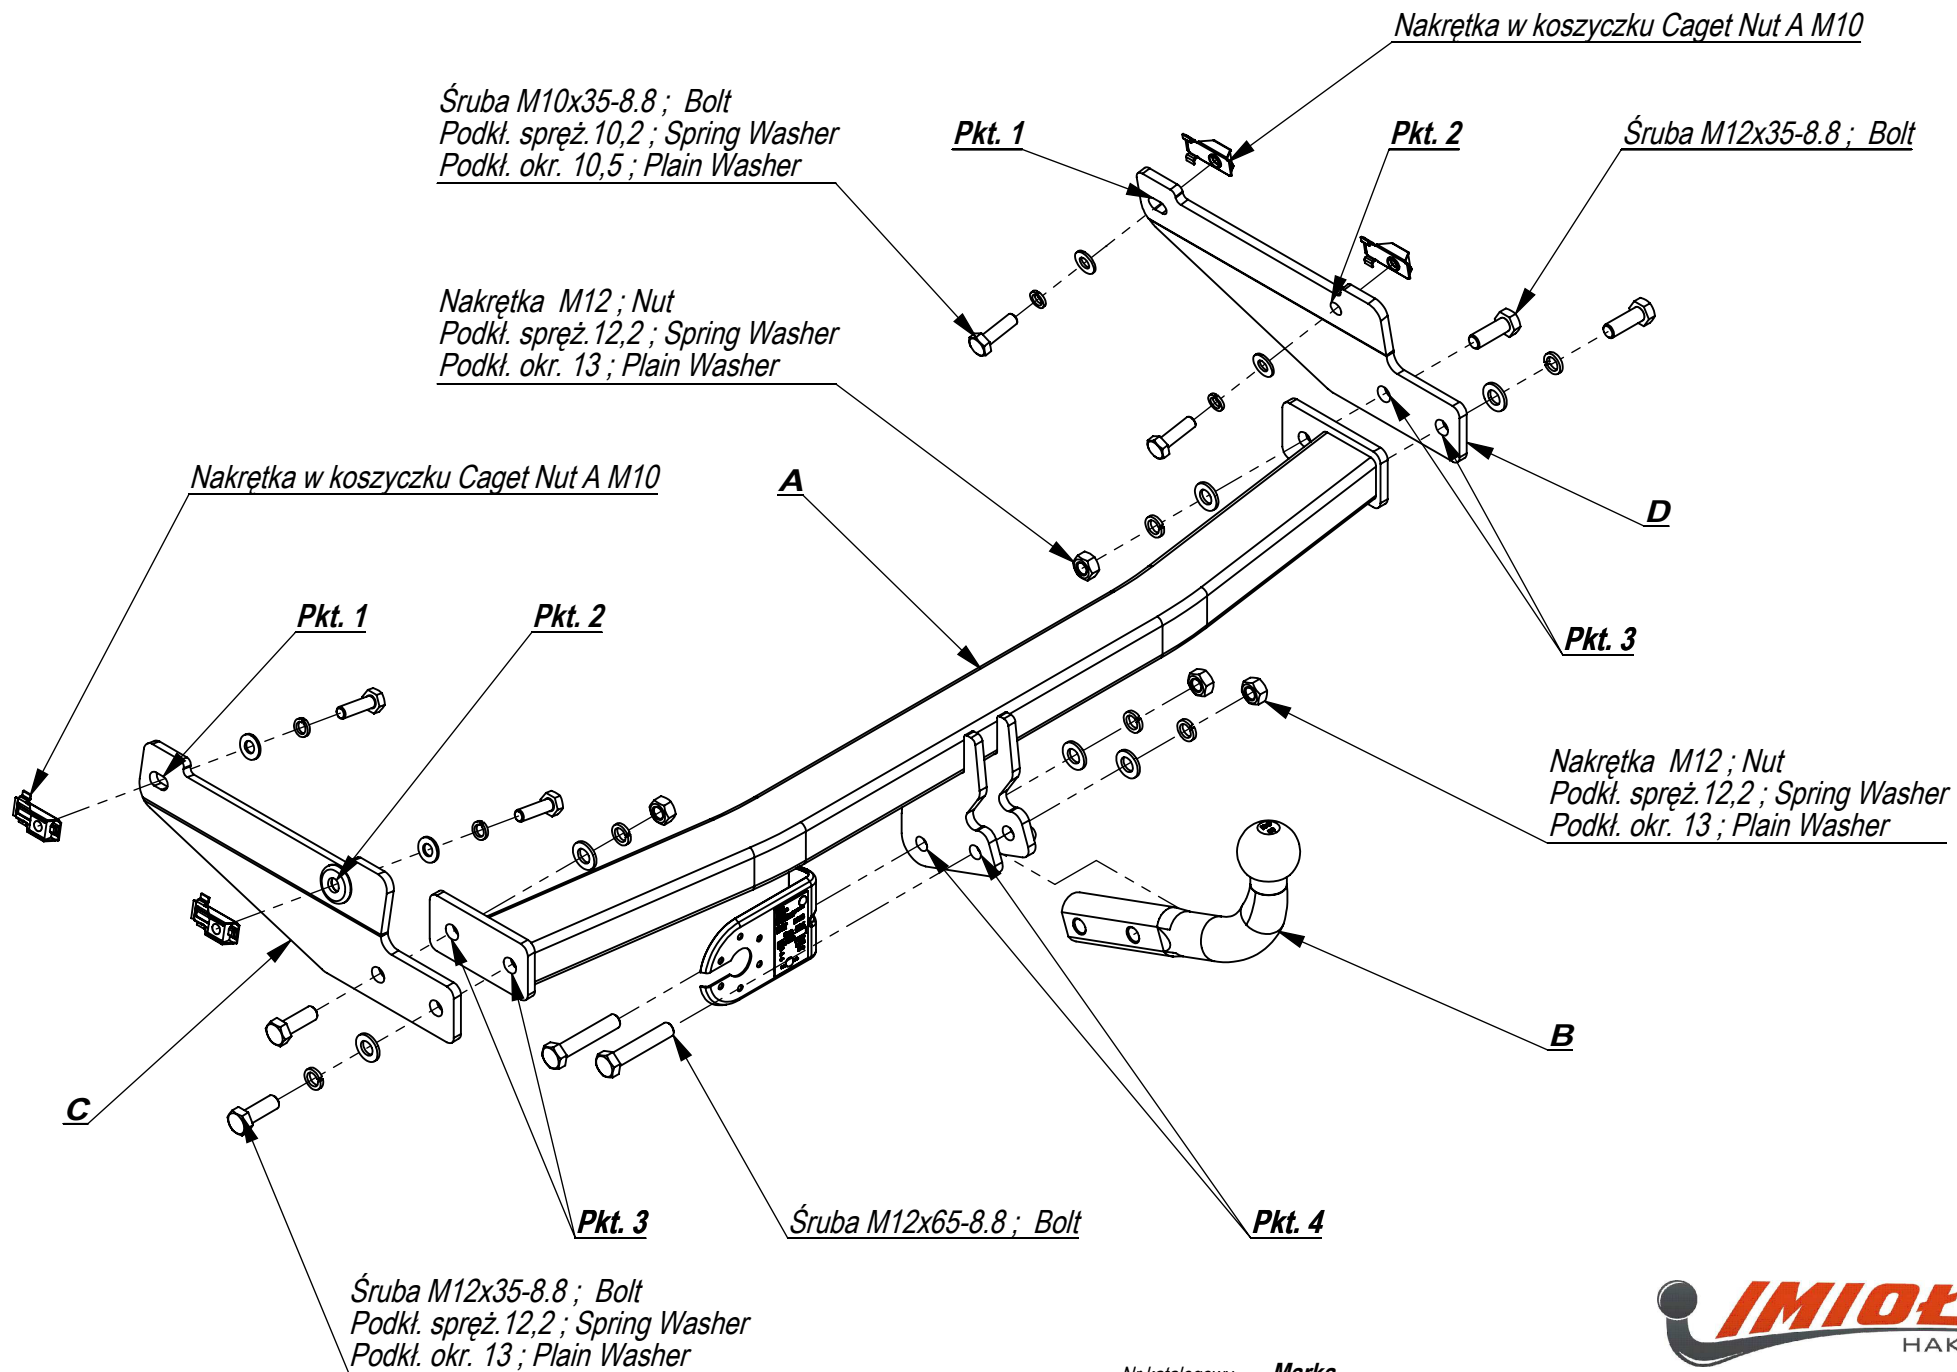 Nakrętka w koszyczku Caget Nut A M10
Śruba M10x35-8.8 ; Bolt
Podkł. spręż.10,2 ; Spring Washer
Podkł. okr. 10,5 ; Plain Washer
Pkt. 1
Pkt. 2
Śruba M12x35-8.8 ; Bolt
Nakrętka M12 ; Nut
Podkł. spręż.12,2 ; Spring Washer
Podkł. okr. 13 ; Plain Washer
Nakrętka w koszyczku Caget Nut A M10
A
D
Pkt. 1
Pkt. 2
Pkt. 3
Nakrętka M12 ; Nut
Podkł. spręż.12,2 ; Spring Washer
Podkł. okr. 13 ; Plain Washer
B
C
Pkt. 3
Śruba M12x65-8.8 ; Bolt
Pkt. 4
Śruba M12x35-8.8 ; Bolt
Podkł. spręż.12,2 ; Spring Washer
Podkł. okr. 13 ; Plain Washer
IMIOŁ
HAK
Nr katalogowy Marka